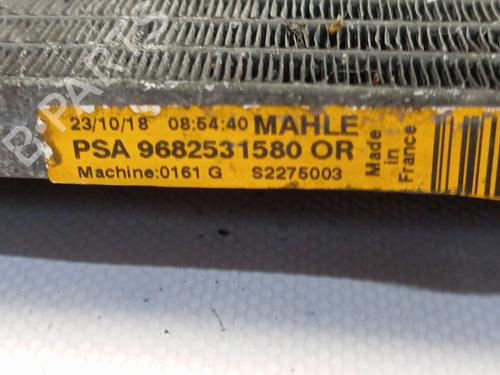 B-PARTS
23/10/18 08:54:40 MAHLE
PSA 9682531580 OR
Machine:0161 G S2275003
Made
in
France